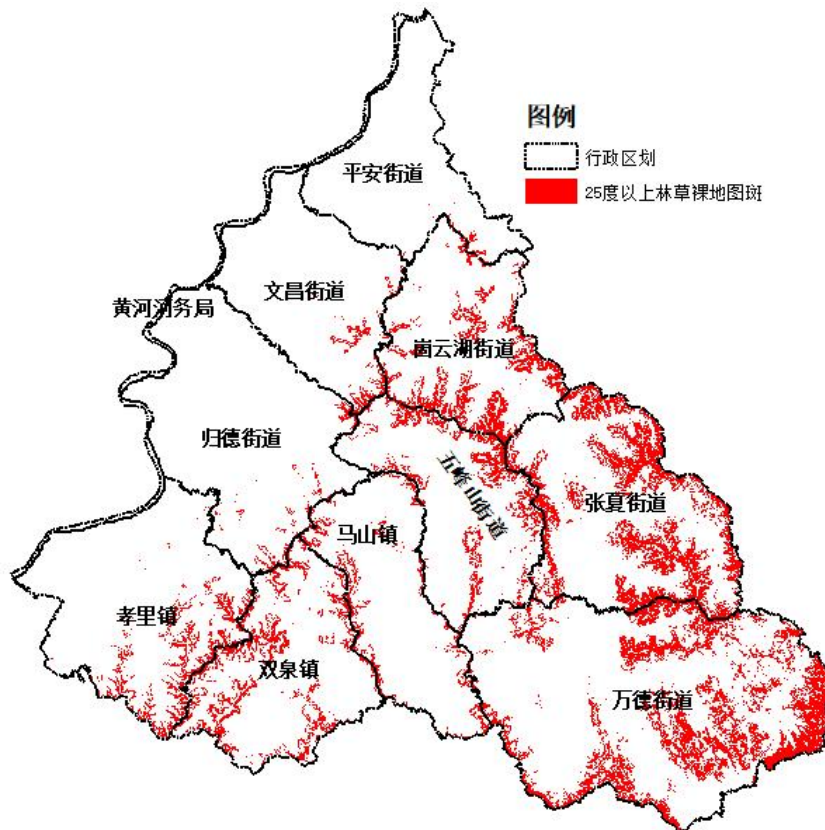 图例
行政区划
25度以上林草裸地图斑
平安街道
文昌街道
黄河河务局
崮云湖街道
归德街道
五峰山街道
张夏街道
马山镇
孝里镇
双泉镇
万德街道